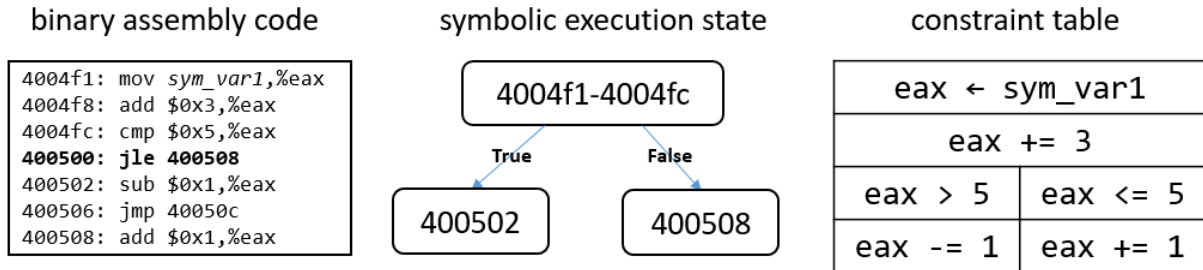 binary assembly code
4004f1: mov sym_var1,%eax
4004f8: add $0x3,%eax
4004fc: cmp $0x5,%eax
400500: jle 400508
400502: sub $0x1,%eax
400506: jmp 40050c
400508: add $0x1,%eax
symbolic execution state
4004f1-4004fc
True False
400502 400508
constraint table
eax ← sym_var1
eax += 3
eax > 5 eax <= 5
eax -= 1 eax += 1